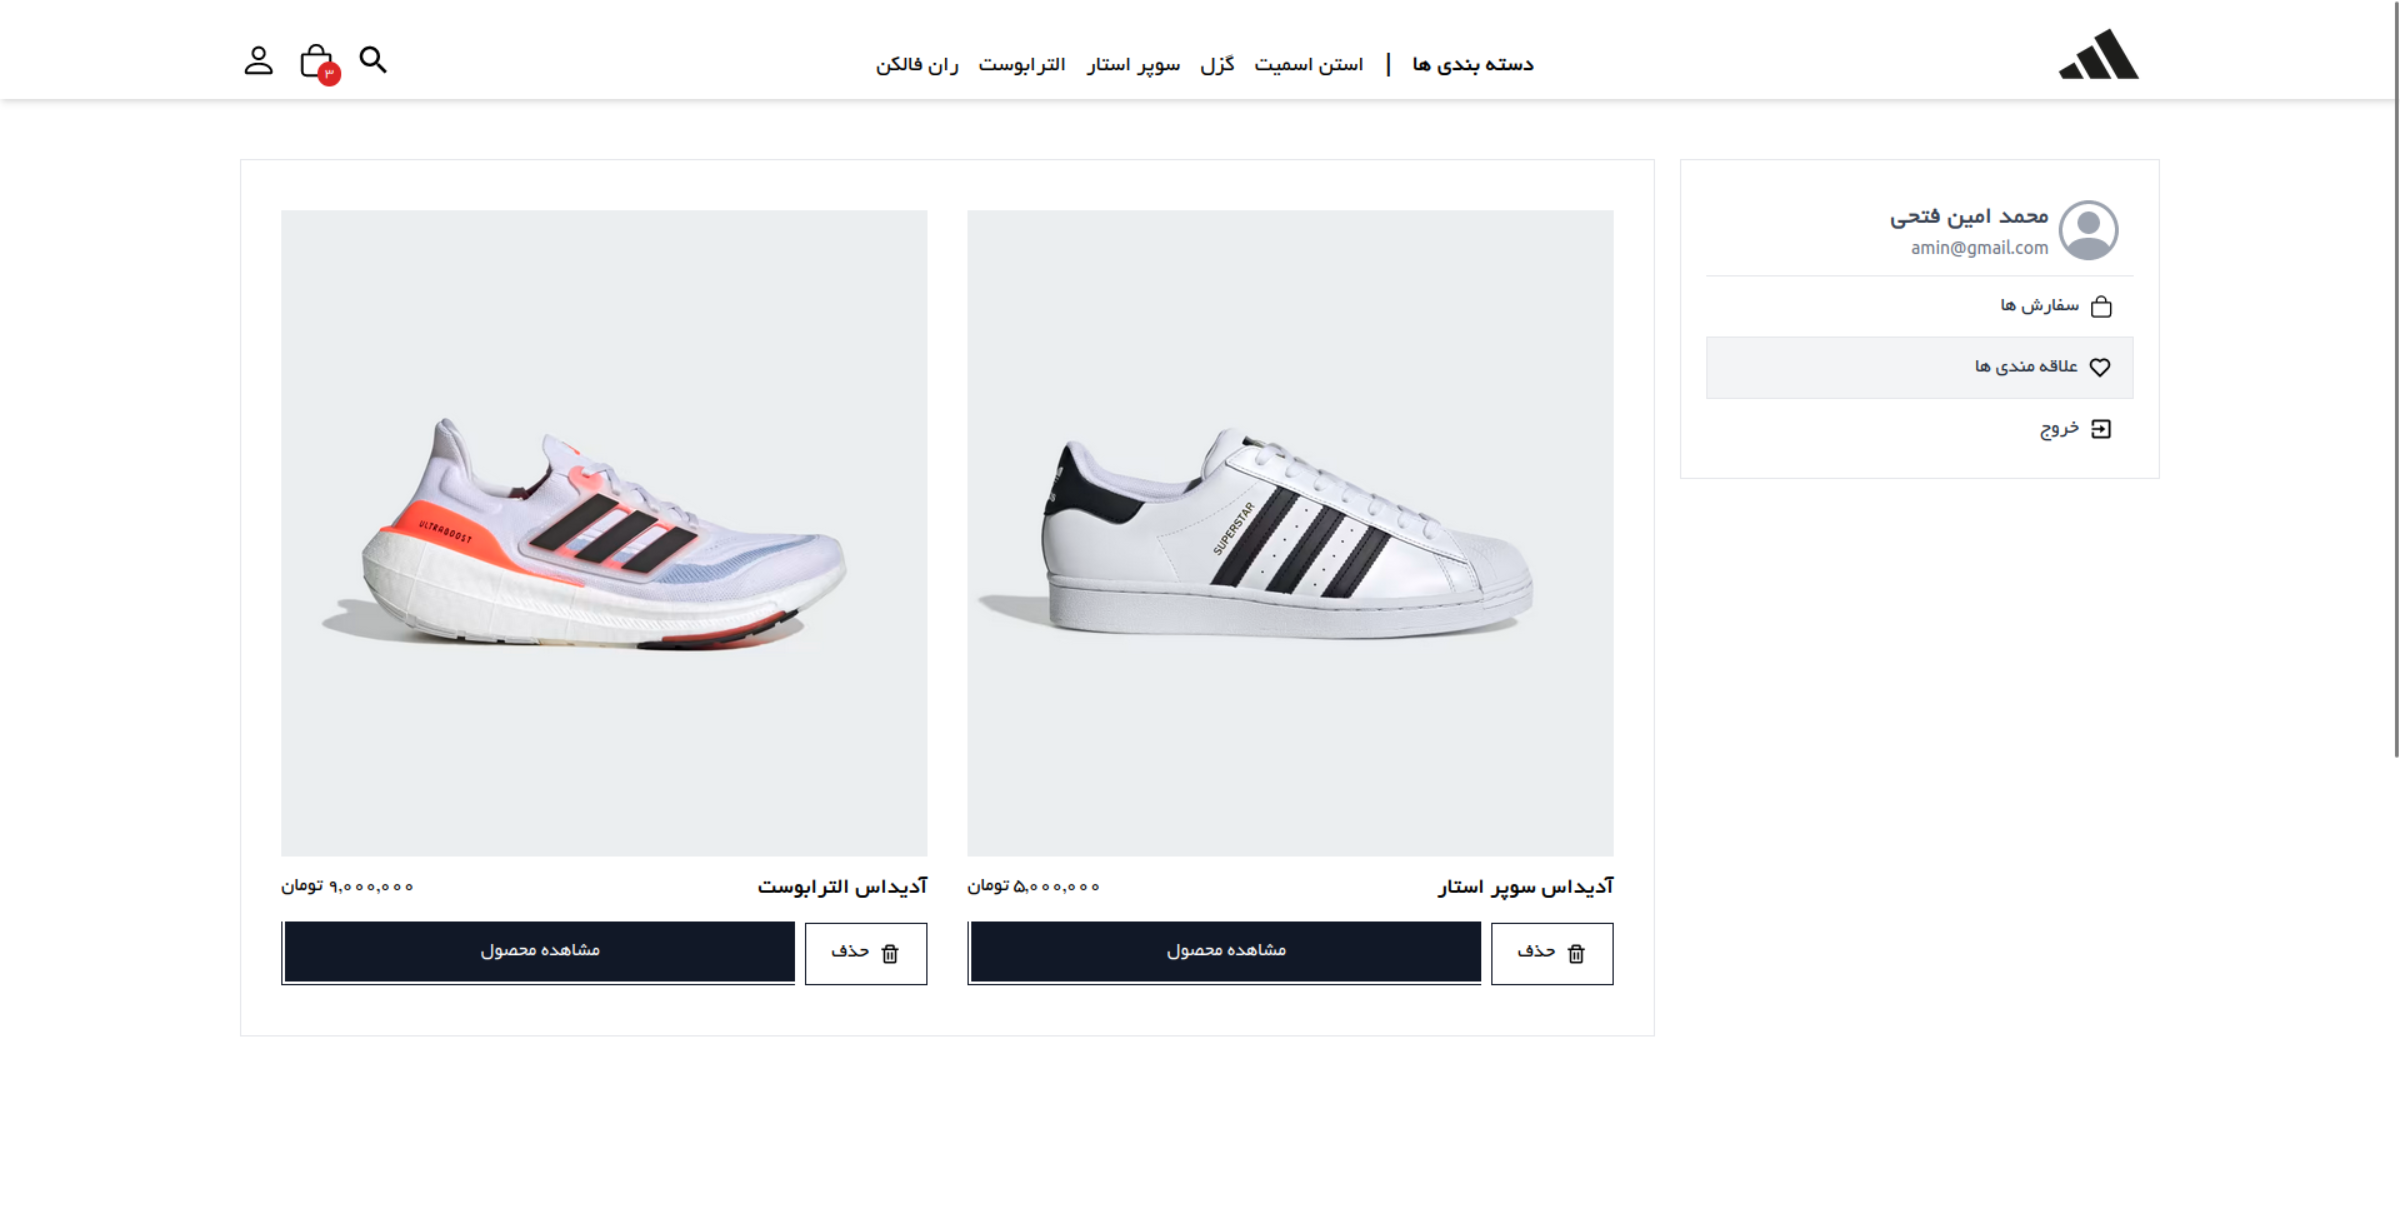 دسته بندی ها | استن اسمیت گزل سوپر استار الترابوست ران فالکن
۳
محمد امین فتحی
amin@gmail.com
سفارش ها
علاقه مندی ها
خروج
SUPERSTAR
آدیداس سوپر استار
۵,۰۰۰,۰۰۰ تومان
حذف
مشاهده محصول
ULTRABOOST
آدیداس الترابوست
۹,۰۰۰,۰۰۰ تومان
حذف
مشاهده محصول